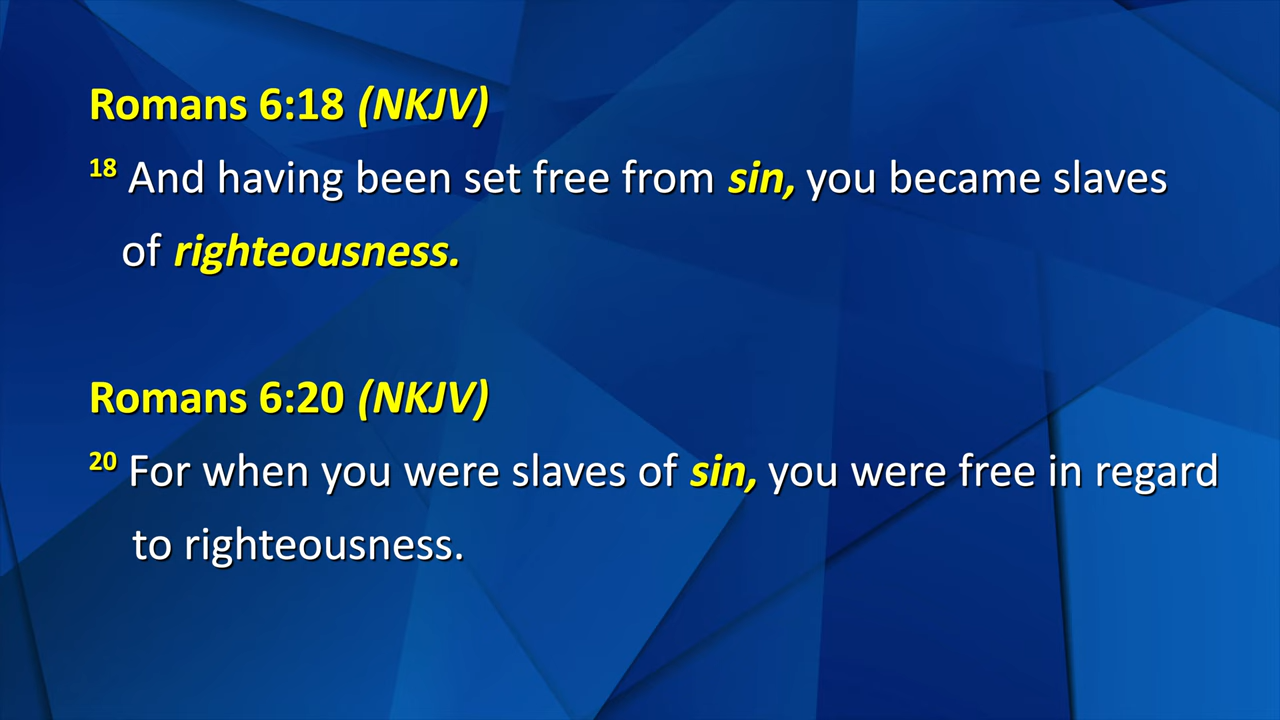 Romans 6:18 (NKJV)
18 And having been set free from sin, you became slaves
of righteousness.
Romans 6:20 (NKJV)
20 For when you were slaves of sin, you were free in regard
to righteousness.